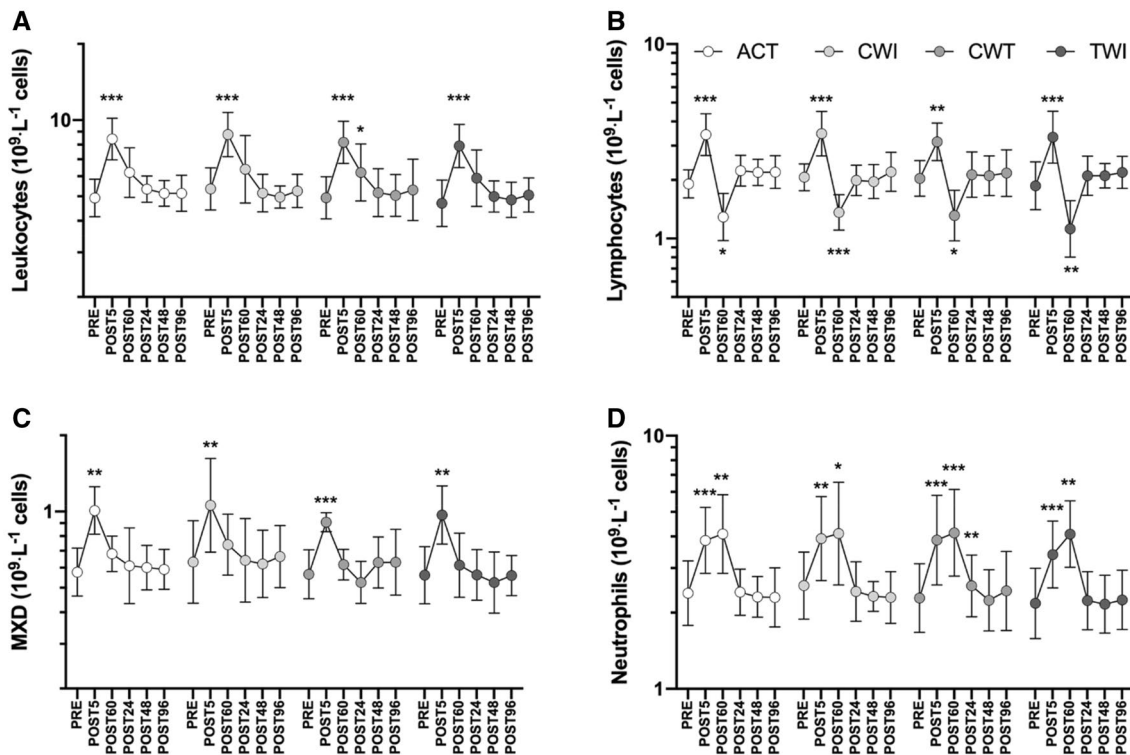 A
Leukocytes (10⁹·L⁻¹ cells)
10
*** *** *** * ***
PRE POST5 POST60 POST24 POST48 POST96 PRE POST5 POST60 POST24 POST48 POST96 PRE POST5 POST60 POST24 POST48 POST96 PRE POST5 POST60 POST24 POST48 POST96
B
Lymphocytes (10⁹·L⁻¹ cells)
10
1
ACT CWI CWT TWI
*** *** ** ***
* *** * **
PRE POST5 POST60 POST24 POST48 POST96 PRE POST5 POST60 POST24 POST48 POST96 PRE POST5 POST60 POST24 POST48 POST96 PRE POST5 POST60 POST24 POST48 POST96
C
MXD (10⁹·L⁻¹ cells)
1
** ** *** **
PRE POST5 POST60 POST24 POST48 POST96 PRE POST5 POST60 POST24 POST48 POST96 PRE POST5 POST60 POST24 POST48 POST96 PRE POST5 POST60 POST24 POST48 POST96
D
Neutrophils (10⁹·L⁻¹ cells)
10
1
*** ** ** * *** *** ** *** **
PRE POST5 POST60 POST24 POST48 POST96 PRE POST5 POST60 POST24 POST48 POST96 PRE POST5 POST60 POST24 POST48 POST96 PRE POST5 POST60 POST24 POST48 POST96